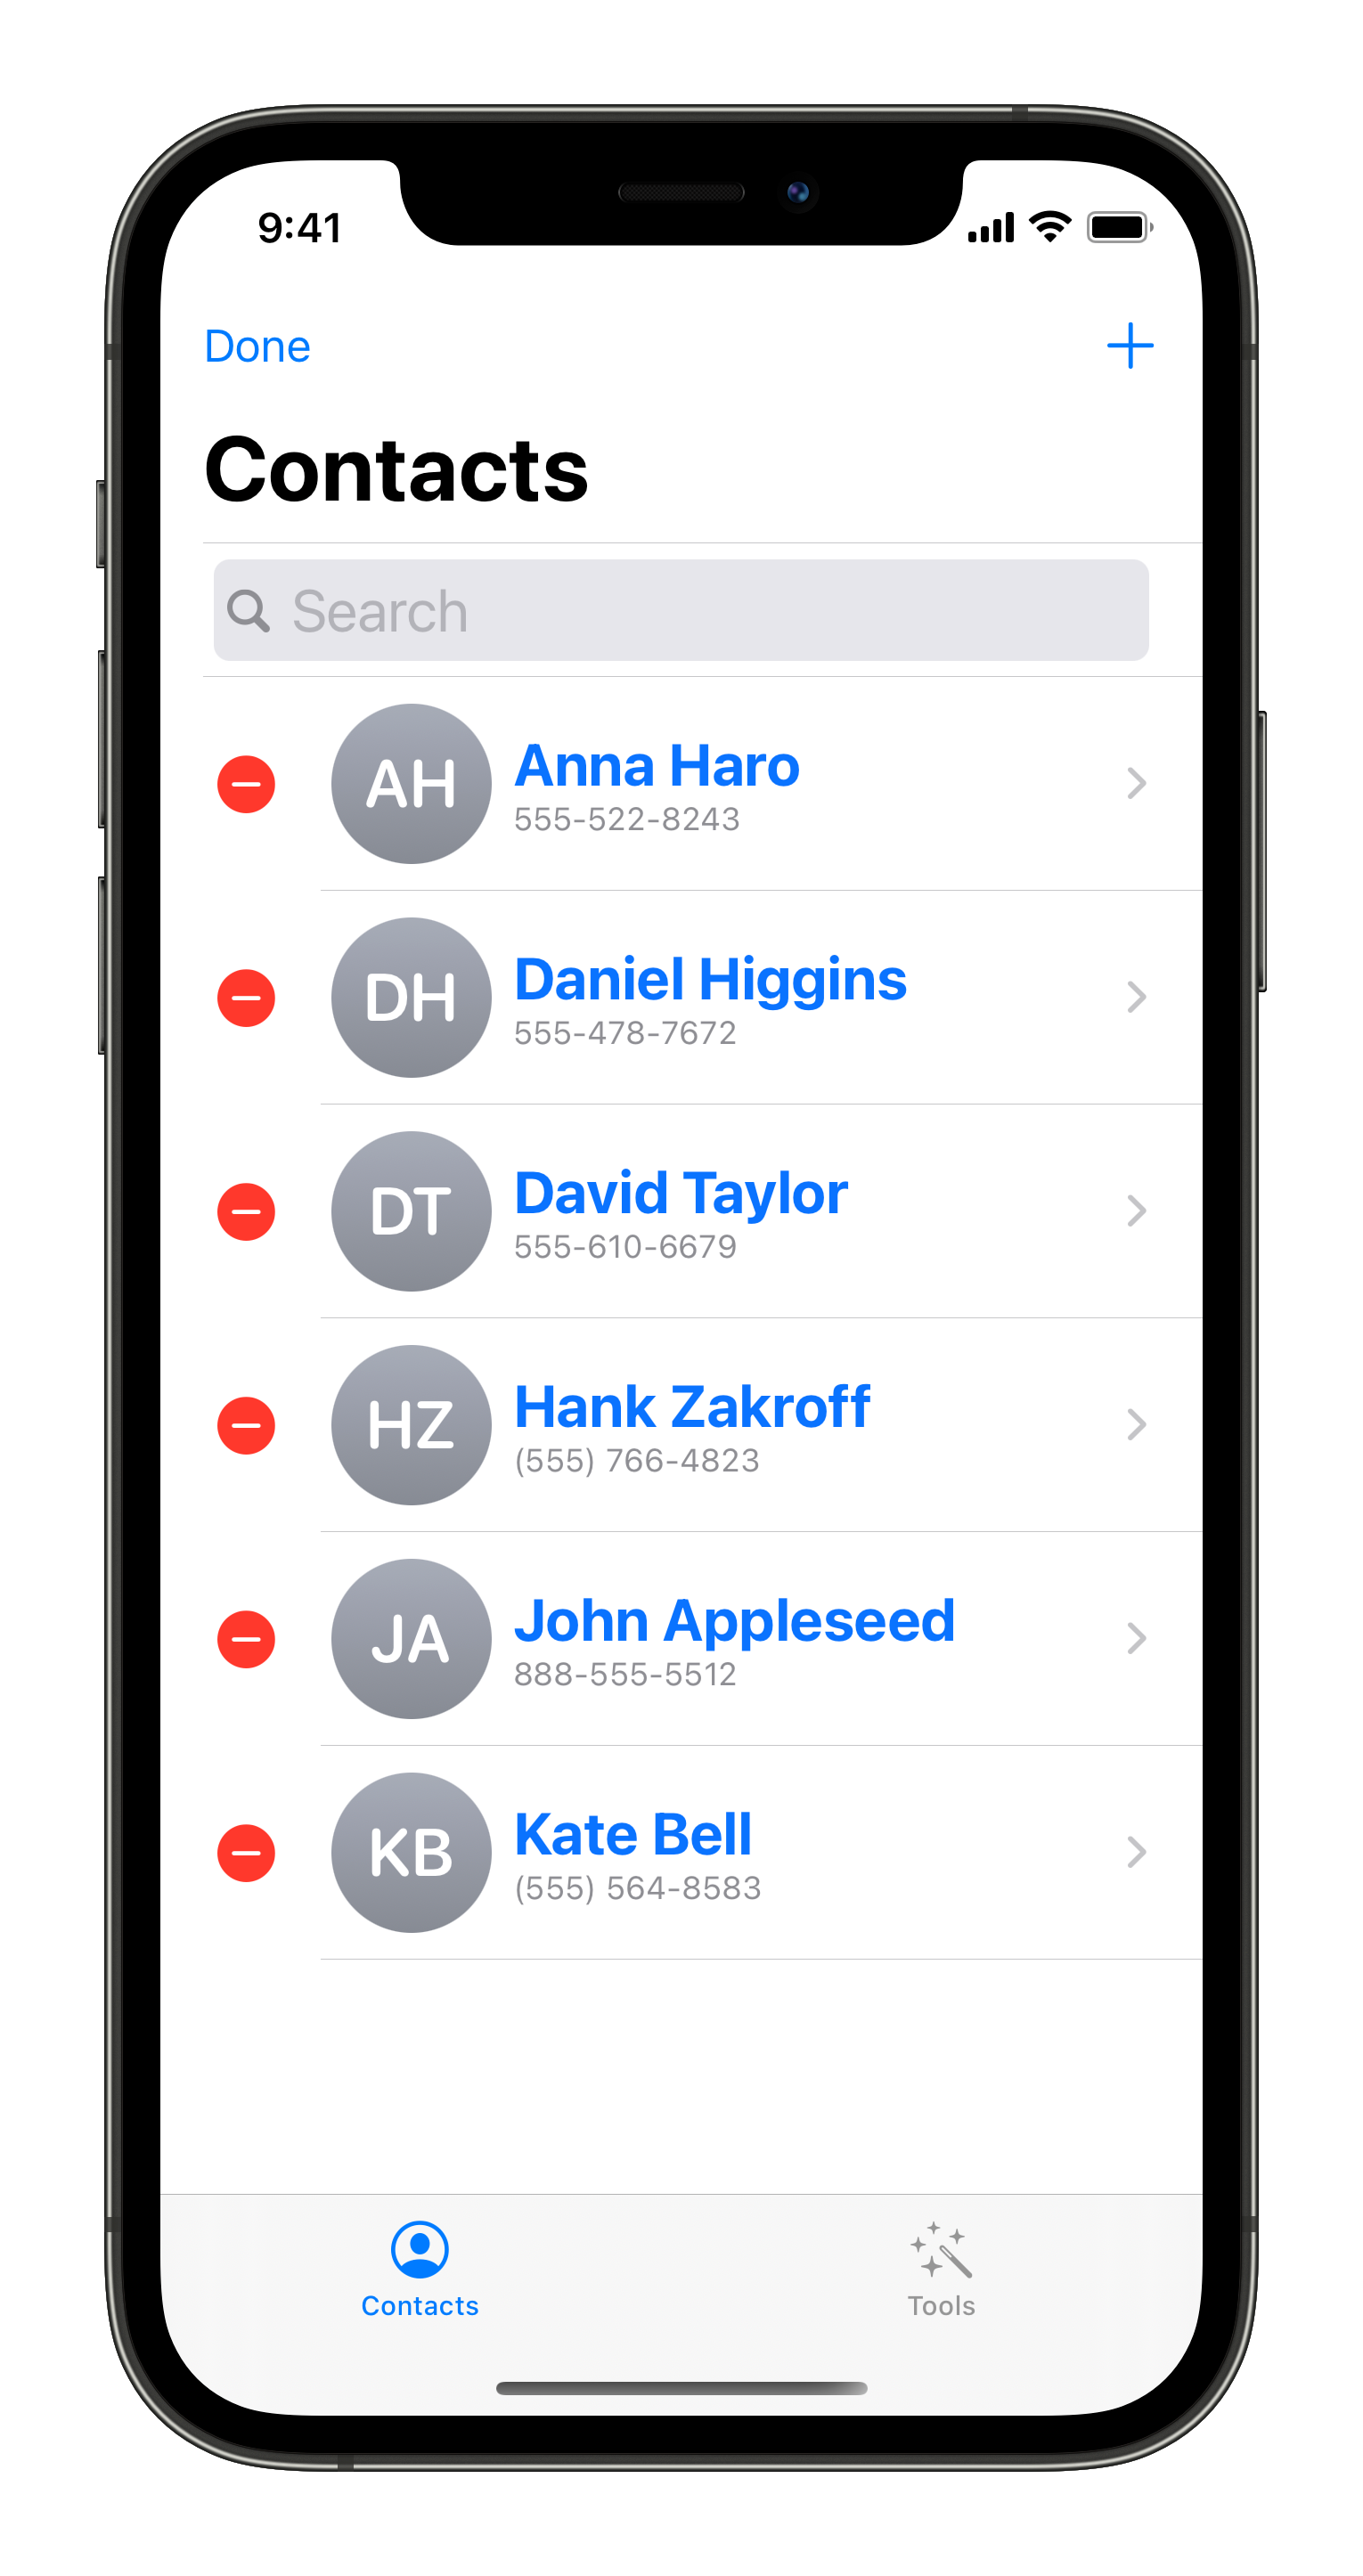 9:41
Done
Contacts
Search
AH
Anna Haro
555-522-8243
DH
Daniel Higgins
555-478-7672
DT
David Taylor
555-610-6679
HZ
Hank Zakroff
(555) 766-4823
JA
John Appleseed
888-555-5512
KB
Kate Bell
(555) 564-8583
Contacts
Tools